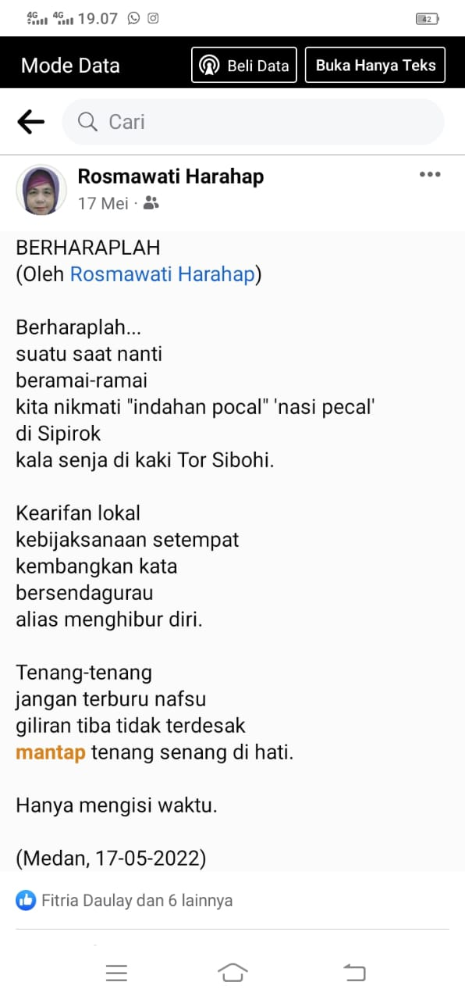 4G 4G 19.07 42
Mode Data Beli Data Buka Hanya Teks
Cari
Rosmawati Harahap
17 Mei ·
BERHARAPLAH
(Oleh Rosmawati Harahap)
Berharaplah...
suatu saat nanti
beramai-ramai
kita nikmati "indahan pocal" 'nasi pecal'
di Sipirok
kala senja di kaki Tor Sibohi.
Kearifan lokal
kebijaksanaan setempat
kembangkan kata
bersendagurau
alias menghibur diri.
Tenang-tenang
jangan terburu nafsu
giliran tiba tidak terdesak
mantap tenang senang di hati.
Hanya mengisi waktu.
(Medan, 17-05-2022)
Fitria Daulay dan 6 lainnya